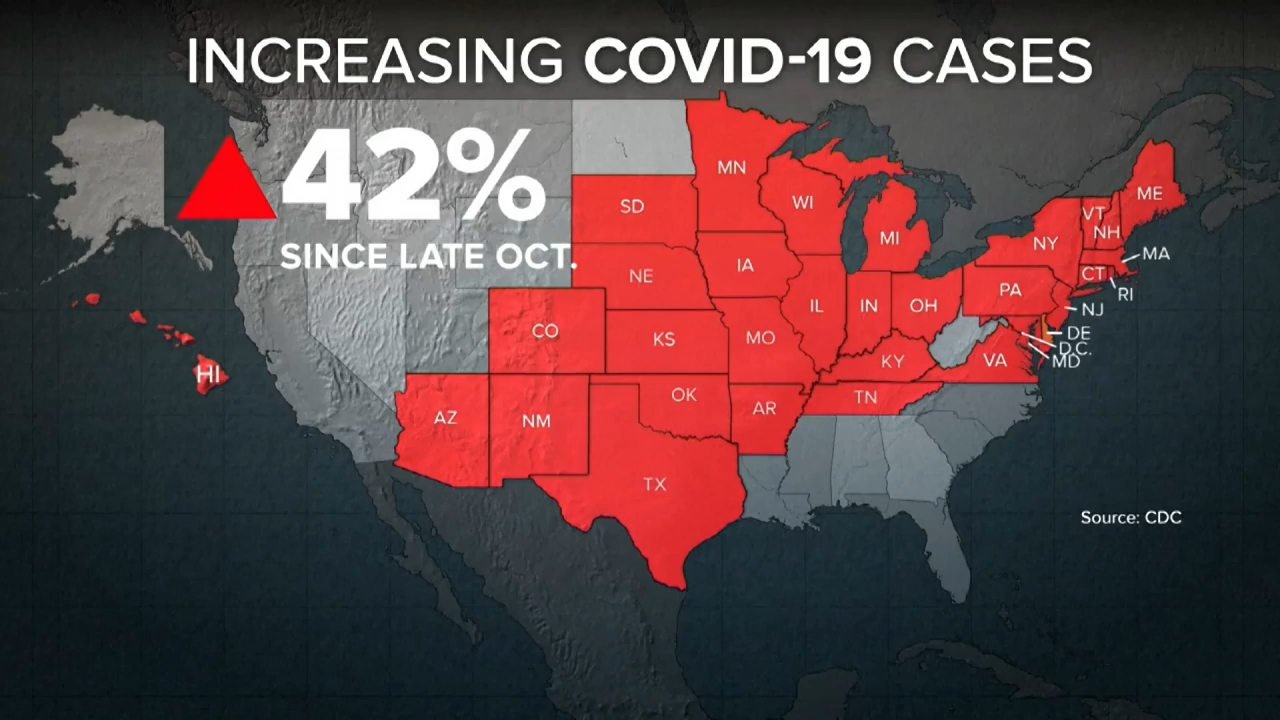 INCREASING COVID-19 CASES
42%
SINCE LATE OCT.
MN
ME
SD
WI
VT
NH
MI
NY
MA
NE
IA
CT
RI
PA
IL
IN
OH
NJ
CO
KS
MO
DE
D.C.
MD
KY
VA
HI
OK
TN
AZ
NM
AR
TX
Source: CDC